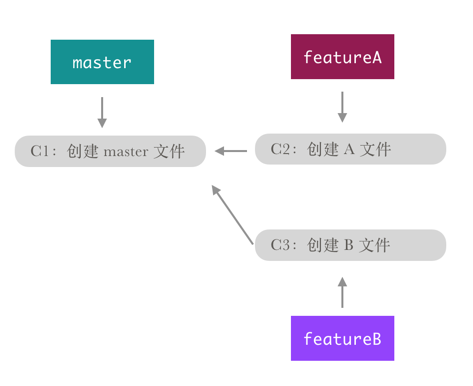 master
featureA
C1：创建 master 文件
C2：创建 A 文件
C3：创建 B 文件
featureB